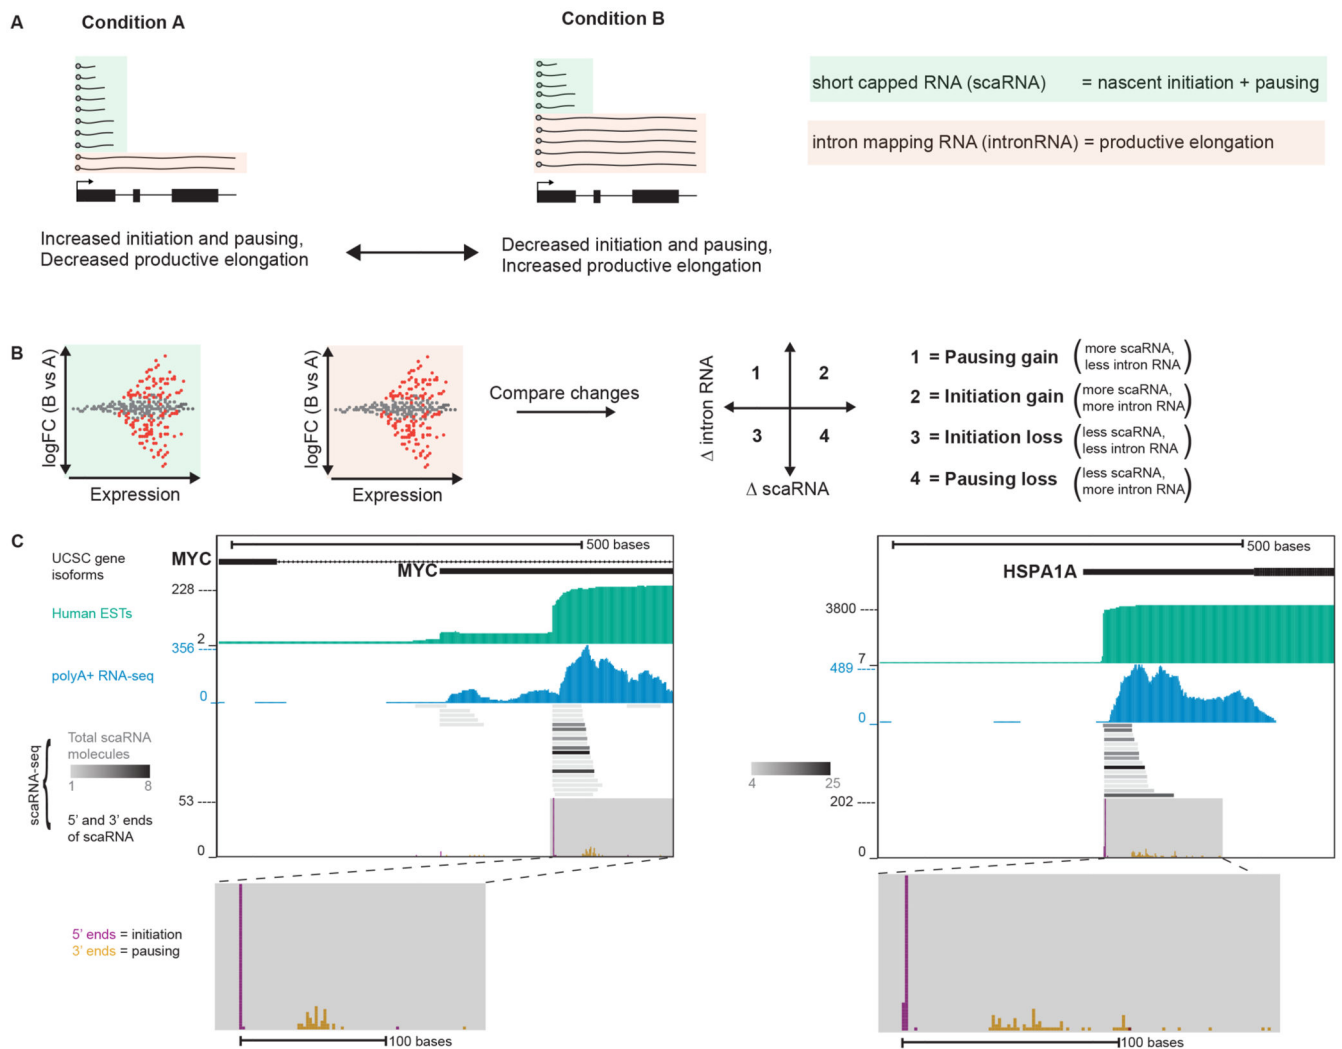 A
Condition A
Condition B
short capped RNA (scaRNA) = nascent initiation + pausing
intron mapping RNA (intronRNA) = productive elongation
Increased initiation and pausing,
Decreased productive elongation
Decreased initiation and pausing,
Increased productive elongation
B
logFC (B vs A)
Expression
logFC (B vs A)
Expression
Compare changes
Δ intron RNA
1 2
3 4
Δ scaRNA
1 = Pausing gain (more scaRNA,
less intron RNA)
2 = Initiation gain (more scaRNA,
more intron RNA)
3 = Initiation loss (less scaRNA,
less intron RNA)
4 = Pausing loss (less scaRNA,
more intron RNA)
C
UCSC gene
isoforms
Human ESTs
polyA+ RNA-seq
scaRNA-seq
Total scaRNA
molecules
1 8
5' and 3' ends
of scaRNA
500 bases
MYC
MYC
228
2
356
0
53
0
5' ends = initiation
3' ends = pausing
100 bases
500 bases
HSPA1A
3800
7
489
0
4 25
202
0
100 bases